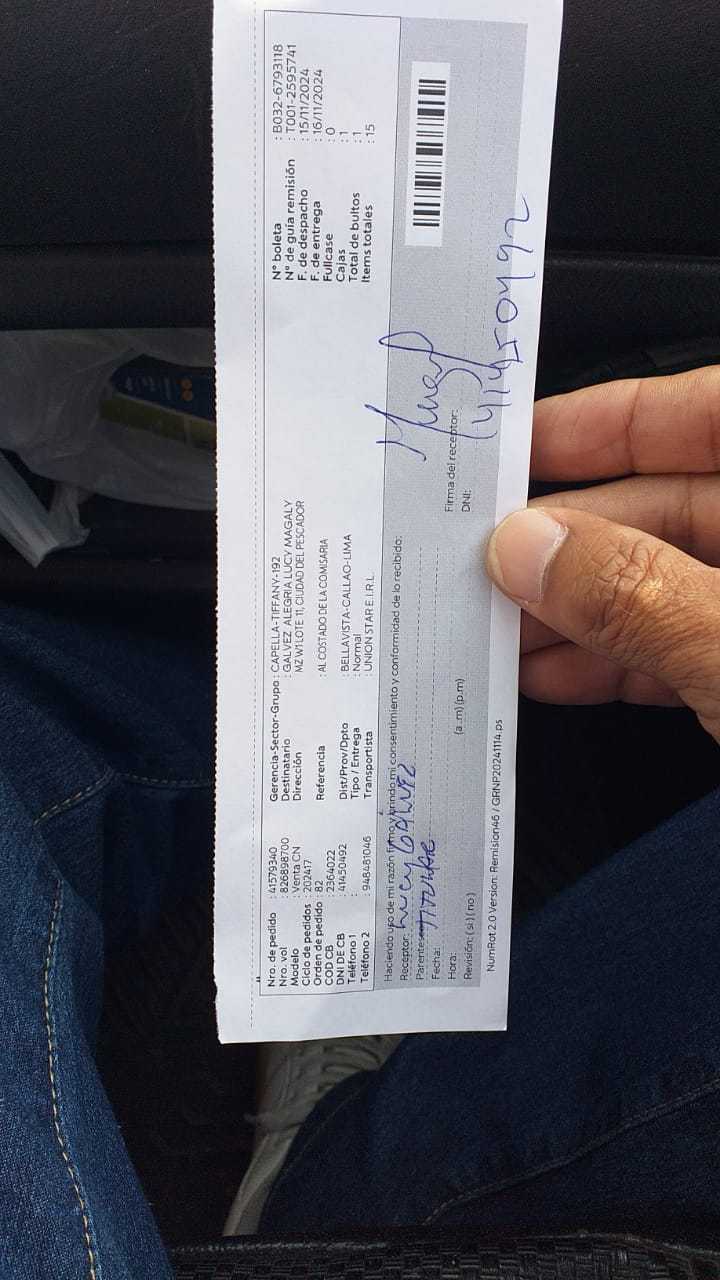 Nro. de pedido : 41579340
Nro. vol : 826898700
Modelo : Venta CN
Ciclo de pedidos : 202417
Orden de pedido : 82
COD CB : 2364022
DNI DE CB : 41450492
Teléfono 1 :
Teléfono 2 : 948481046
Gerencia-Sector-Grupo : CAPELLA-TIFFANY-192
Destinatario : GALVEZ ALEGRIA LUCY MAGALY
Dirección : MZ W1 LOTE 11, CIUDAD DEL PESCADOR
Referencia : AL COSTADO DE LA COMISARIA
Dist/Prov/Dpto : BELLAVISTA-CALLAO-LIMA
Tipo / Entrega : Normal
Transportista : UNION STAR E.I.R.L.
N° boleta : B032-6793118
N° de guía remisión : T001-2595741
F. de despacho : 15/11/2024
F. de entrega : 16/11/2024
Fullcase : 0
Cajas : 1
Total de bultos : 1
Items totales : 15
Haciendo uso de mi razón firmo y brindo mi consentimiento y conformidad de lo recibido:
Receptor: Lucy GALVEZ
Parente TITULAR
Fecha:
Hora: (a .m) (p.m)
Revisión: ( si ) ( no )
Firma del receptor:
DNI: 41450492
NumRot 2.0 Version: Remision46 / GRNP20241114.ps